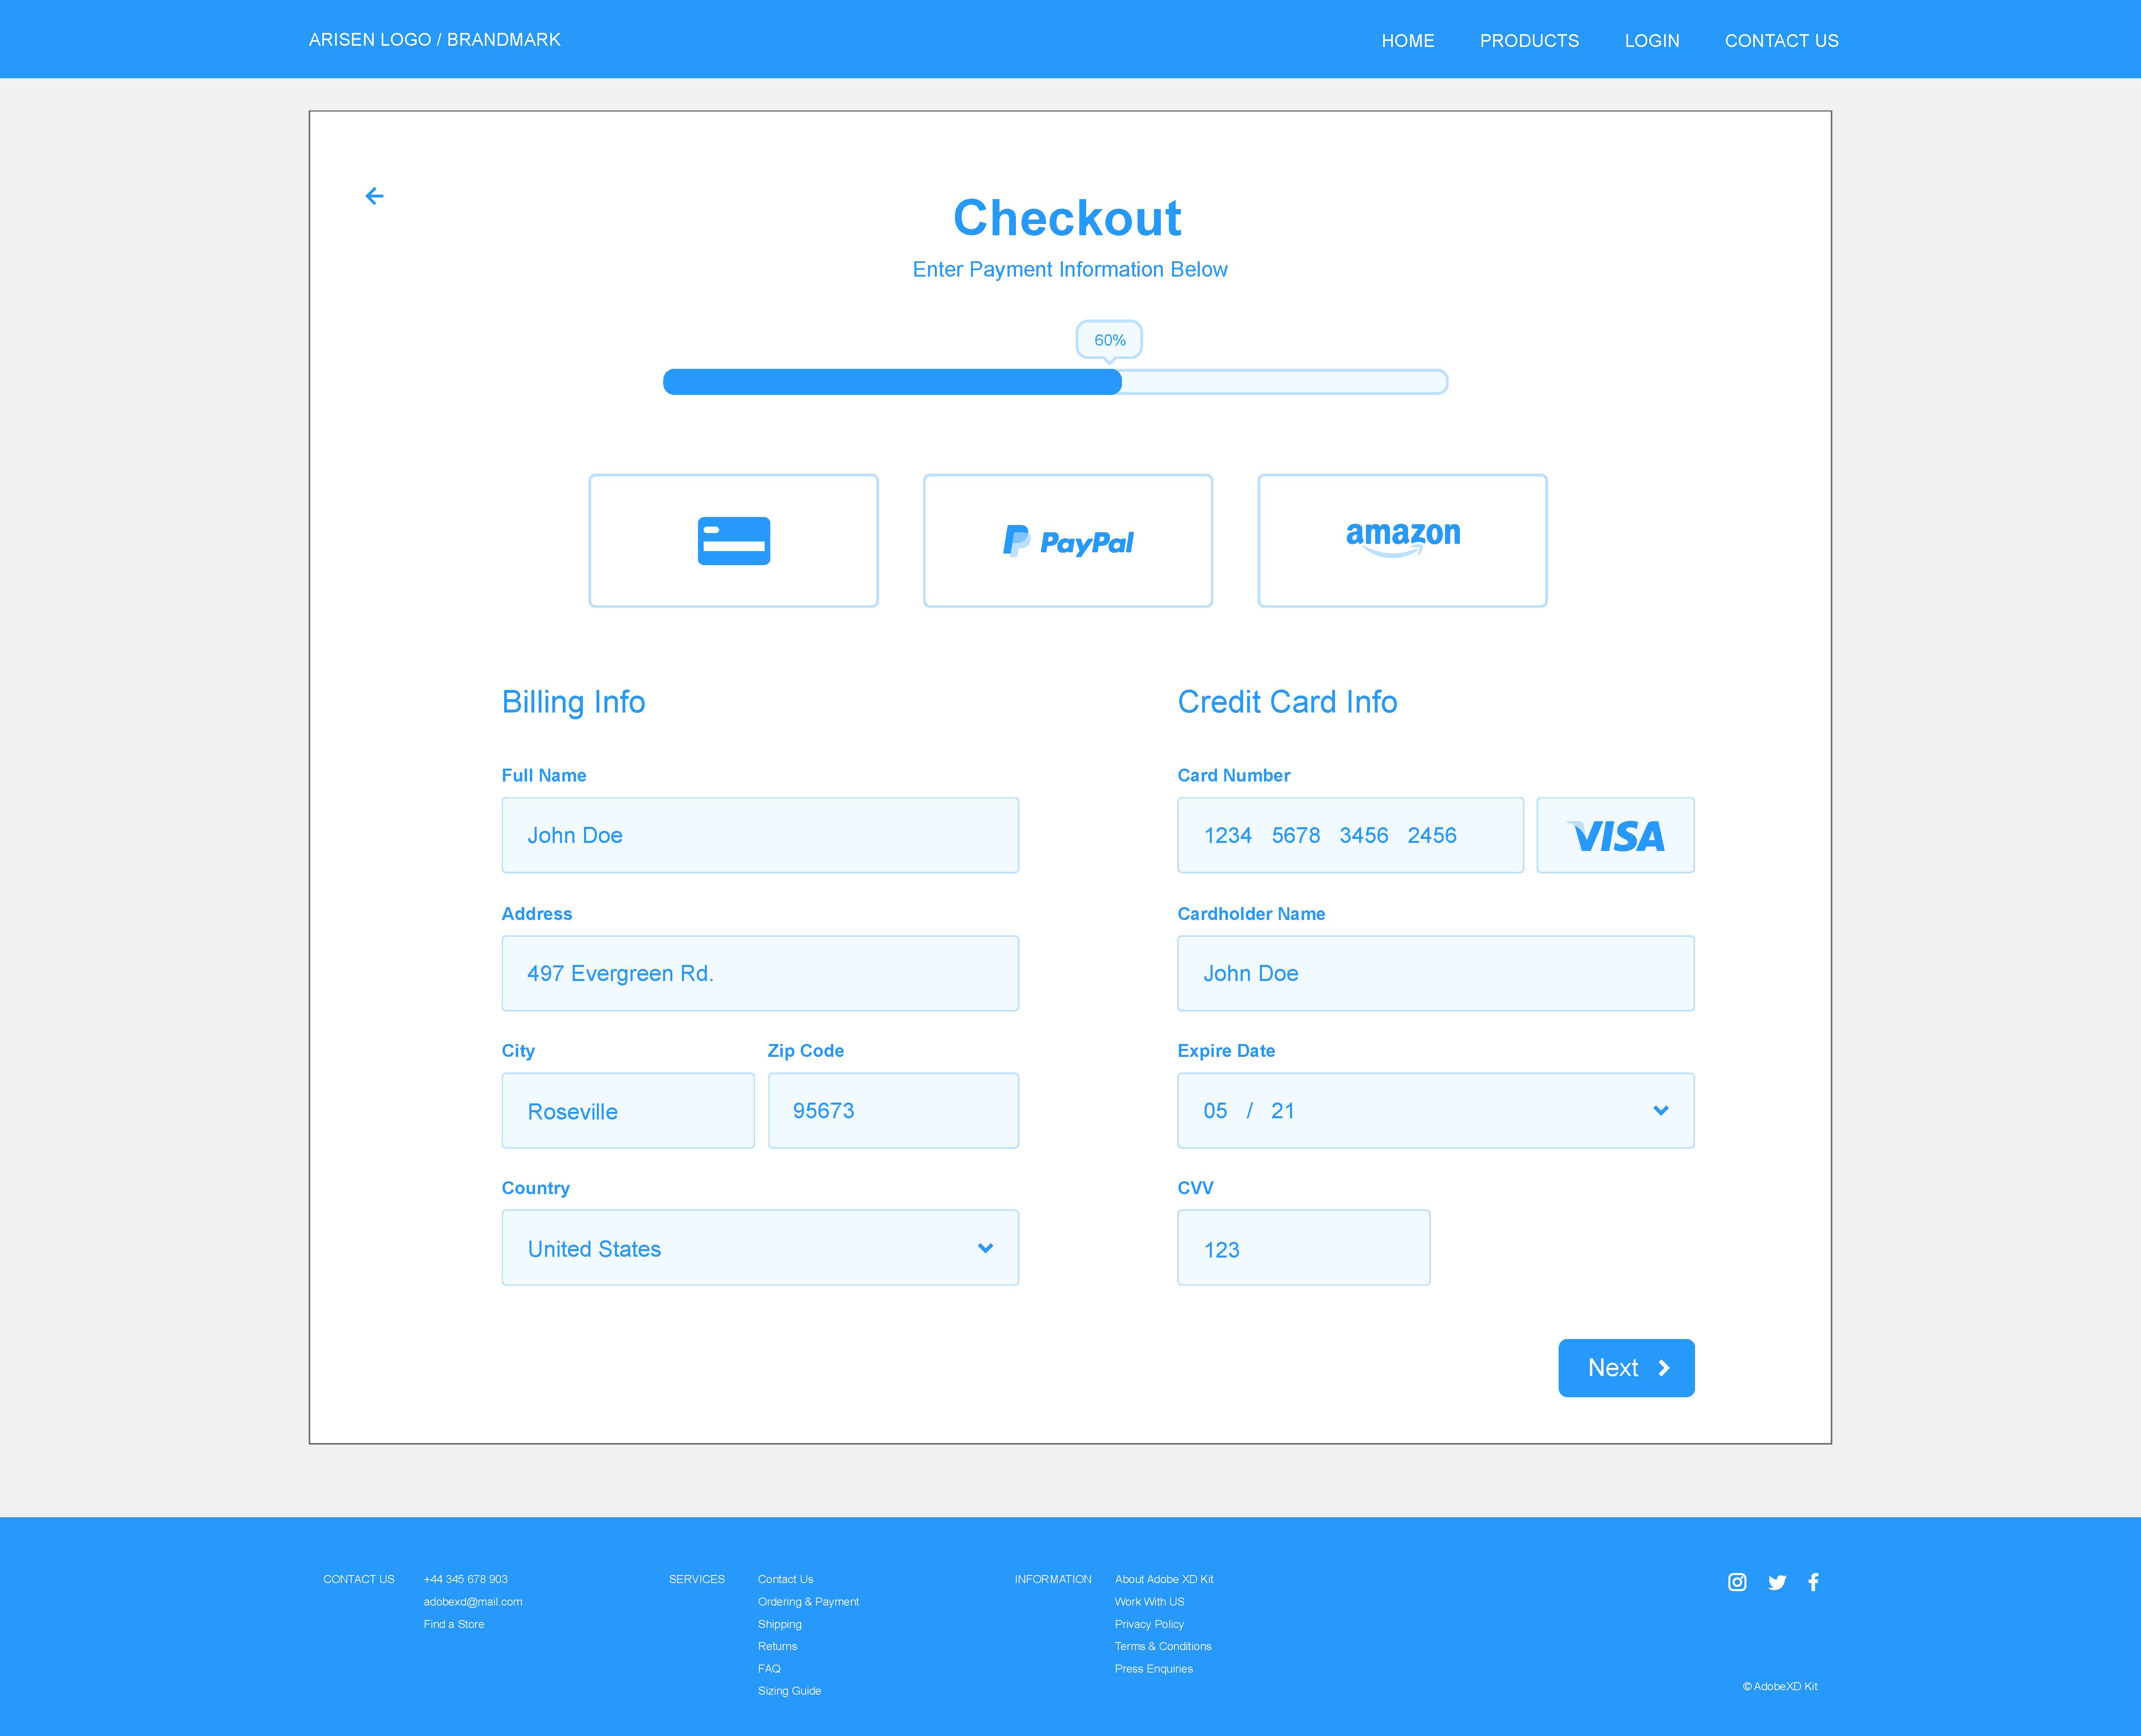 ARISEN LOGO / BRANDMARK
HOME PRODUCTS LOGIN CONTACT US
Checkout
Enter Payment Information Below
60%
PayPal
amazon
Billing Info
Full Name
John Doe
Address
497 Evergreen Rd.
City Zip Code
Roseville 95673
Country
United States
Credit Card Info
Card Number
1234 5678 3456 2456 VISA
Cardholder Name
John Doe
Expire Date
05 / 21
CVV
123
Next
CONTACT US
+44 345 678 903
adobexd@mail.com
Find a Store
SERVICES
Contact Us
Ordering & Payment
Shipping
Returns
FAQ
Sizing Guide
INFORMATION
About Adobe XD Kit
Work With US
Privacy Policy
Terms & Conditions
Press Enquiries
© AdobeXD Kit